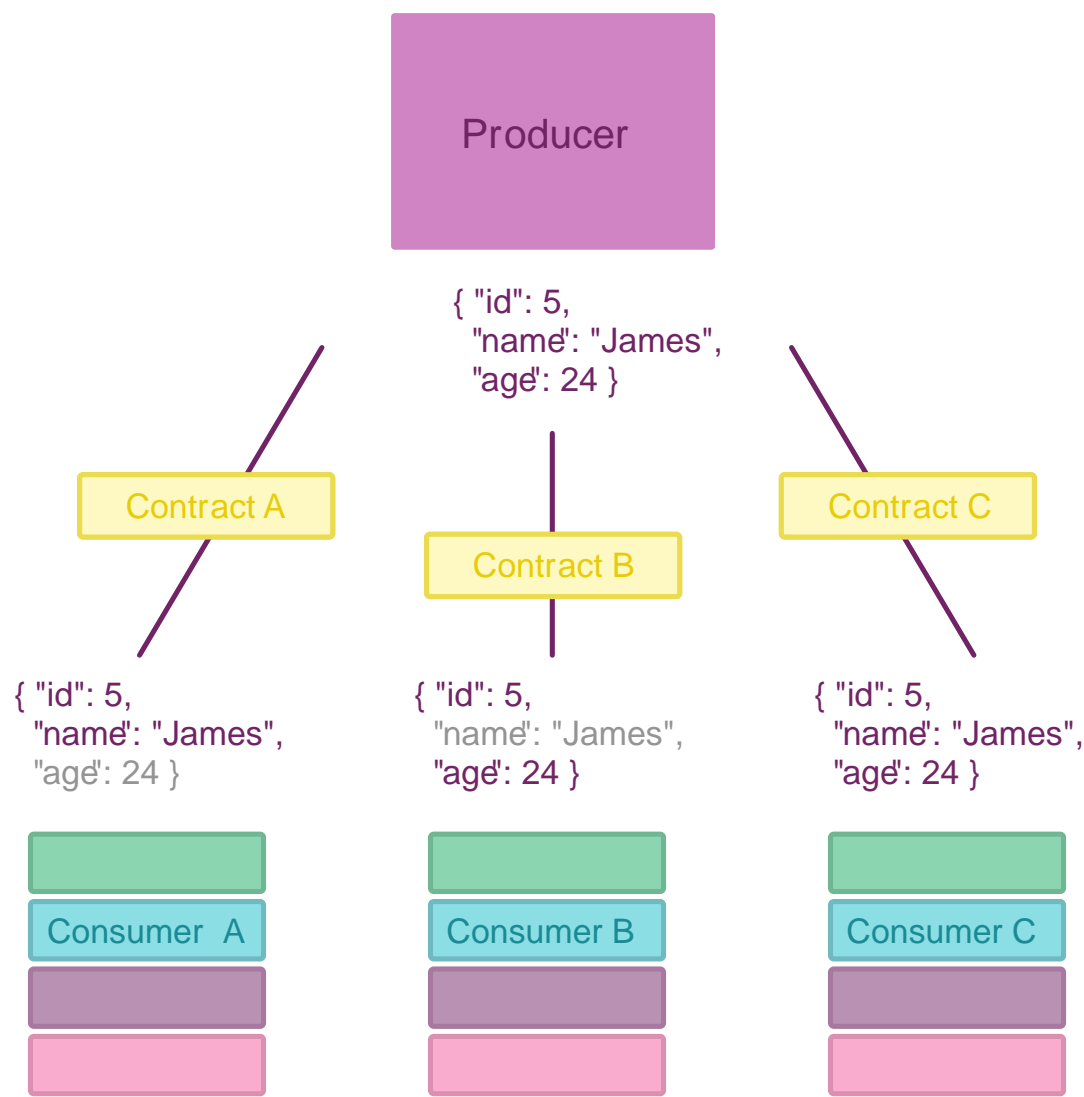 Producer
{ "id": 5,
"name": "James",
"age": 24 }
Contract A
Contract B
Contract C
{ "id": 5,
"name": "James",
"age": 24 }
{ "id": 5,
"name": "James",
"age": 24 }
{ "id": 5,
"name": "James",
"age": 24 }
Consumer A
Consumer B
Consumer C